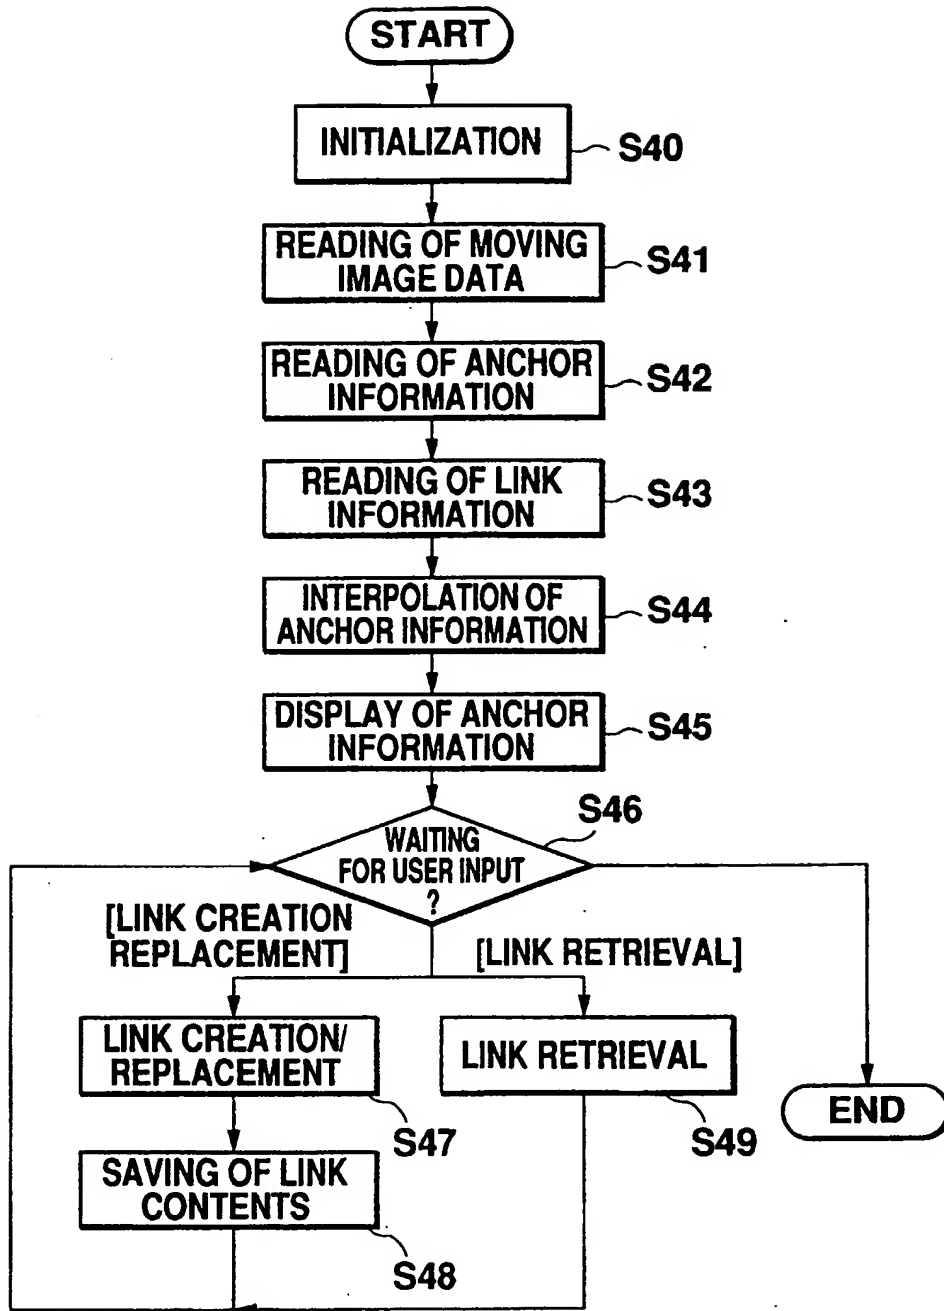 START
INITIALIZATION
S40
READING OF MOVING
IMAGE DATA
S41
READING OF ANCHOR
INFORMATION
S42
READING OF LINK
INFORMATION
S43
INTERPOLATION OF
ANCHOR INFORMATION
S44
DISPLAY OF ANCHOR
INFORMATION
S45
S46
WAITING
FOR USER INPUT
?
[LINK CREATION
REPLACEMENT]
[LINK RETRIEVAL]
LINK CREATION/
REPLACEMENT
S47
LINK RETRIEVAL
S49
END
SAVING OF LINK
CONTENTS
S48